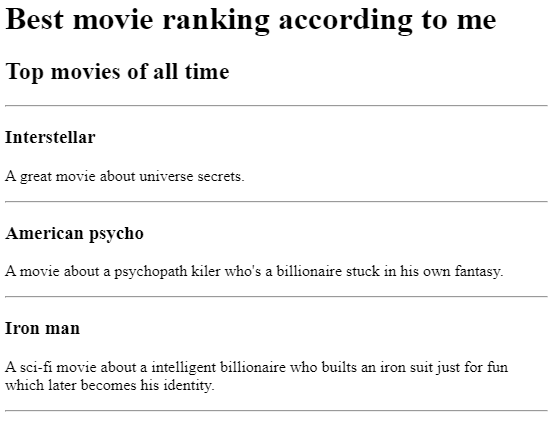 Best movie ranking according to me
Top movies of all time
Interstellar
A great movie about universe secrets.
American psycho
A movie about a psychopath kiler who's a billionaire stuck in his own fantasy.
Iron man
A sci-fi movie about a intelligent billionaire who builts an iron suit just for fun
which later becomes his identity.